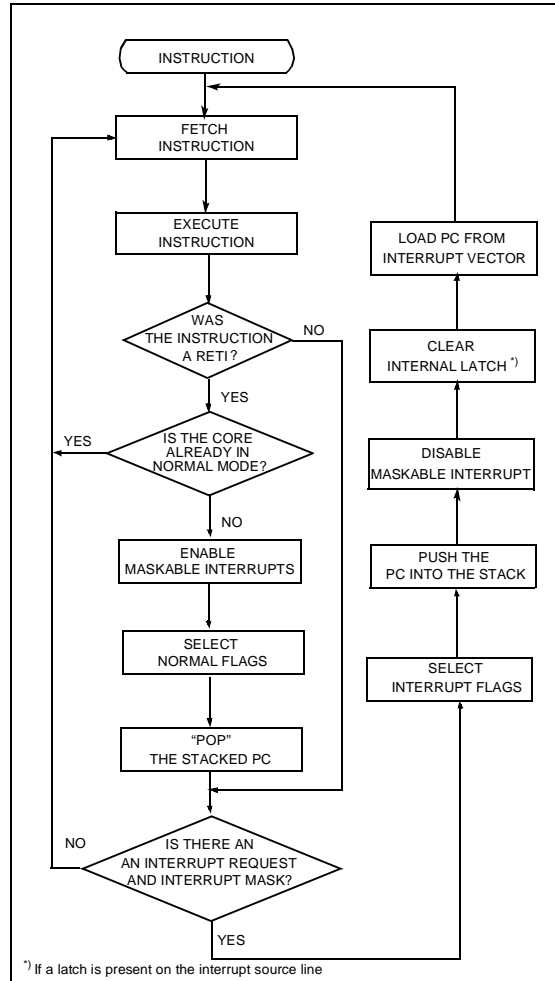 INSTRUCTION
FETCH
INSTRUCTION
EXECUTE
INSTRUCTION
WAS
THE INSTRUCTION
A RETI ?
NO
YES
IS THE CORE
ALREADY IN
NORMAL MODE?
YES
NO
ENABLE
MASKABLE INTERRUPTS
SELECT
NORMAL FLAGS
“POP”
THE STACKED PC
IS THERE AN
AN INTERRUPT REQUEST
AND INTERRUPT MASK?
NO
YES
LOAD PC FROM
INTERRUPT VECTOR
CLEAR
INTERNAL LATCH *)
DISABLE
MASKABLE INTERRUPT
PUSH THE
PC INTO THE STACK
SELECT
INTERRUPT FLAGS
*) If a latch is present on the interrupt source line